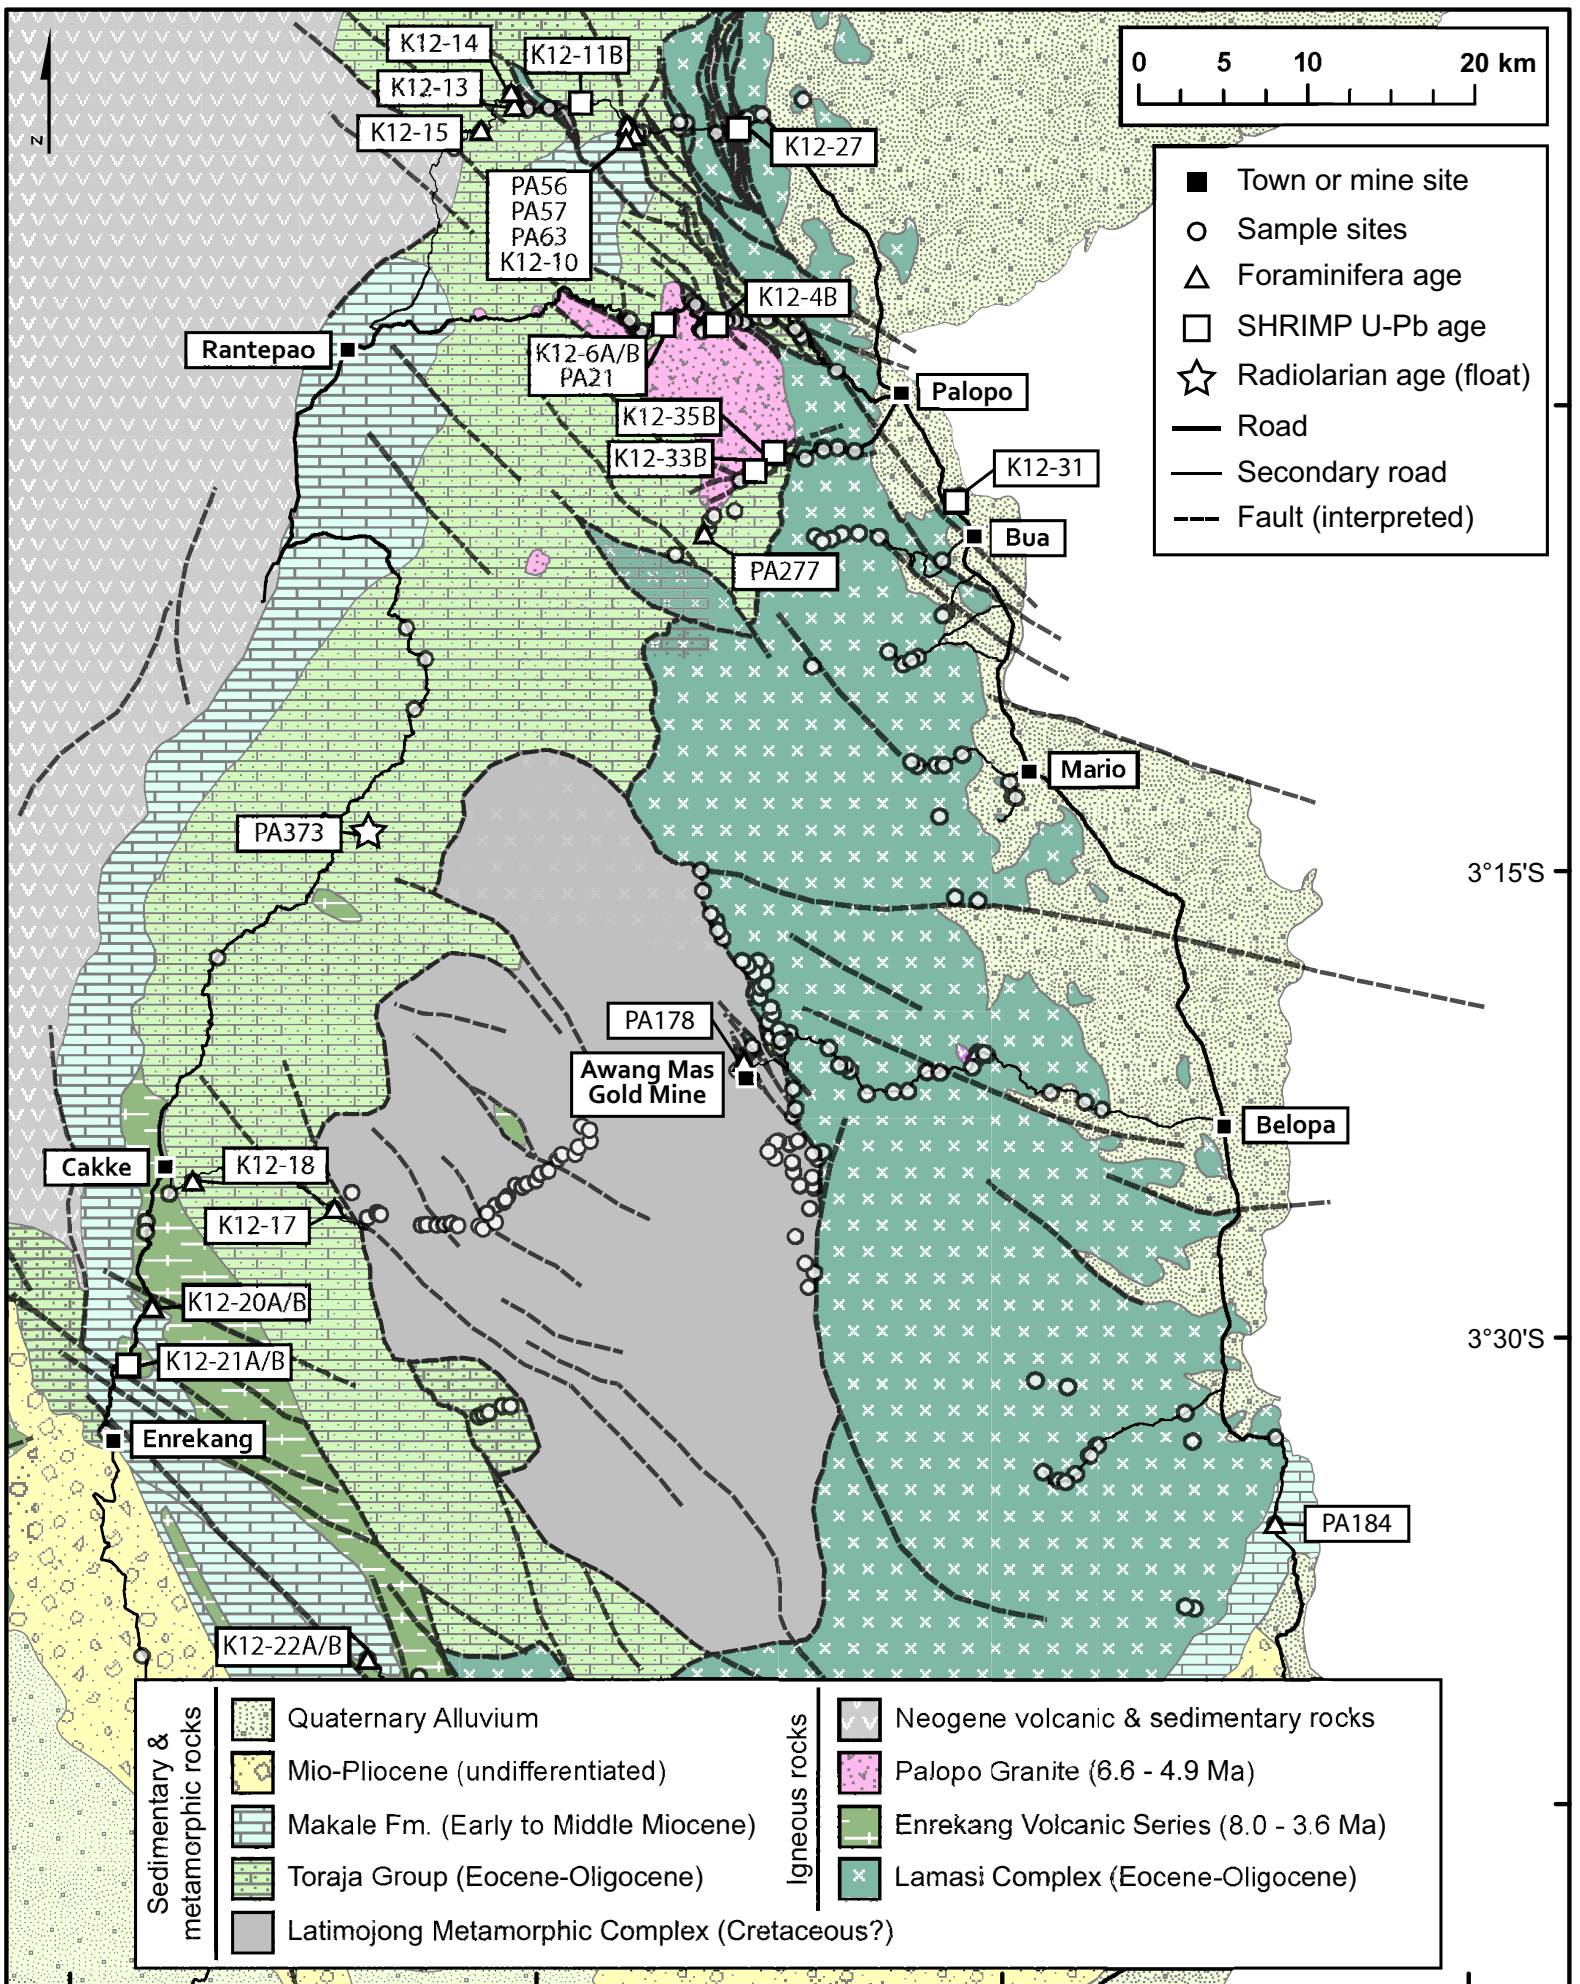 K12-14
K12-11B
K12-13
K12-15
K12-27
N
0 5 10 20 km
Town or mine site
Sample sites
Foraminifera age
SHRIMP U-Pb age
Radiolarian age (float)
Road
Secondary road
Fault (interpreted)
PA56
PA57
PA63
K12-10
K12-4B
Rantepao
K12-6A/B
PA21
Palopo
K12-35B
K12-33B
K12-31
Bua
PA277
Mario
PA373
3°15'S
PA178
Awang Mas
Gold Mine
Belopa
Cakke
K12-18
K12-17
K12-20A/B
3°30'S
K12-21A/B
Enrekang
PA184
K12-22A/B
Sedimentary &
metamorphic rocks
Quaternary Alluvium
Mio-Pliocene (undifferentiated)
Makale Fm. (Early to Middle Miocene)
Toraja Group (Eocene-Oligocene)
Latimojong Metamorphic Complex (Cretaceous?)
Igneous rocks
Neogene volcanic & sedimentary rocks
Palopo Granite (6.6 - 4.9 Ma)
Enrekang Volcanic Series (8.0 - 3.6 Ma)
Lamasi Complex (Eocene-Oligocene)